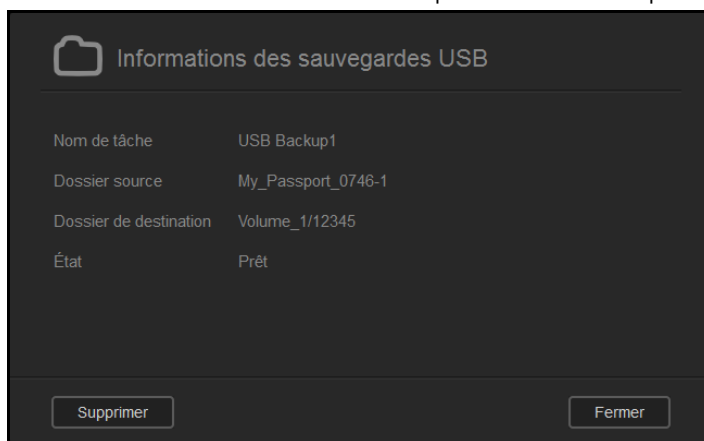 Informations des sauvegardes USB
Nom de tâche USB Backup1
Dossier source My_Passport_0746-1
Dossier de destination Volume_1/12345
État Prêt
Supprimer Fermer